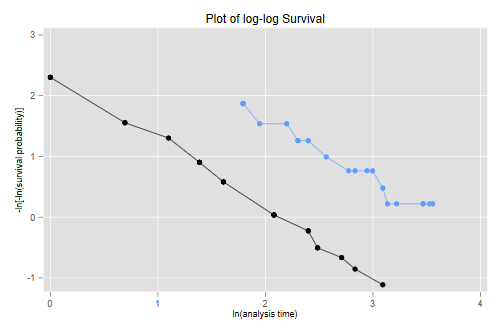 Plot of log-log Survival
-ln[-ln(survival probability)]
3
2
1
0
-1
0 1 2 3 4
ln(analysis time)